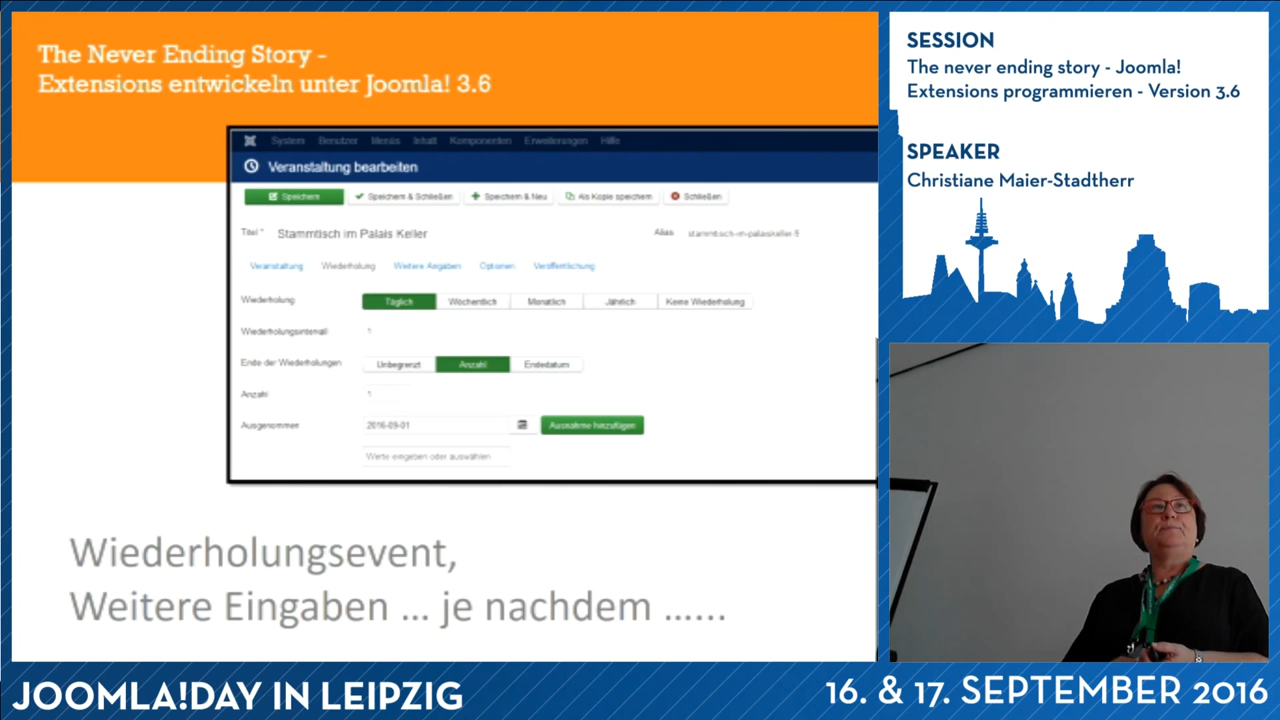 The Never Ending Story -
Extensions entwickeln unter Joomla! 3.6
System Benutzer Menüs Inhalt Komponenten Erweiterungen Hilfe
Veranstaltung bearbeiten
Speichern Speichern & Schließen Speichern & Neu Als Kopie speichern Schließen
Titel * Stammtisch im Palais Keller Alias stammtisch-im-palaiskeller-5
Veranstaltung Wiederholung Weitere Angaben Optionen Veröffentlichung
Wiederholung Täglich Wöchentlich Monatlich Jährlich Keine Wiederholung
Wiederholungsintervall 1
Ende der Wiederholungen Unbegrenzt Anzahl Endedatum
Anzahl 1
Ausgenommen 2016-09-01 Ausnahme hinzufügen
Werte eingeben oder auswählen
Wiederholungsevent,
Weitere Eingaben ... je nachdem ......
SESSION
The never ending story - Joomla!
Extensions programmieren - Version 3.6
SPEAKER
Christiane Maier-Stadtherr
JOOMLA!DAY IN LEIPZIG
16. & 17. SEPTEMBER 2016